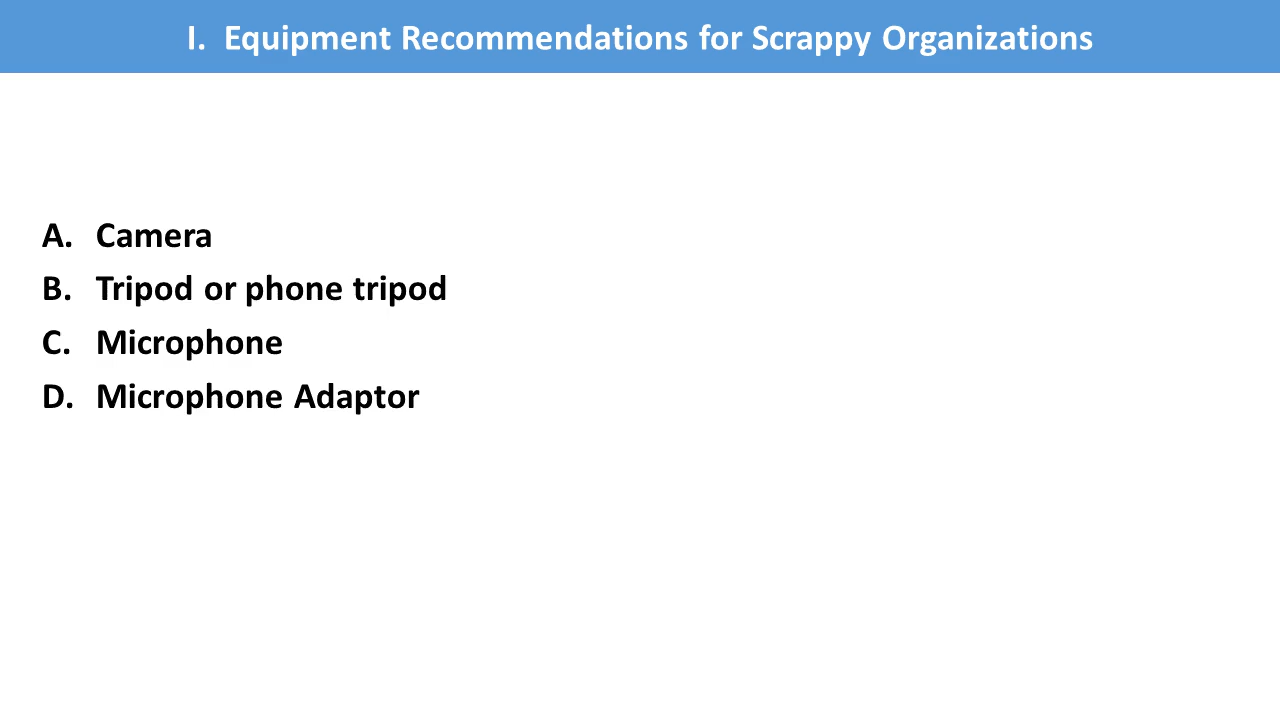 I. Equipment Recommendations for Scrappy Organizations
A. Camera
B. Tripod or phone tripod
C. Microphone
D. Microphone Adaptor